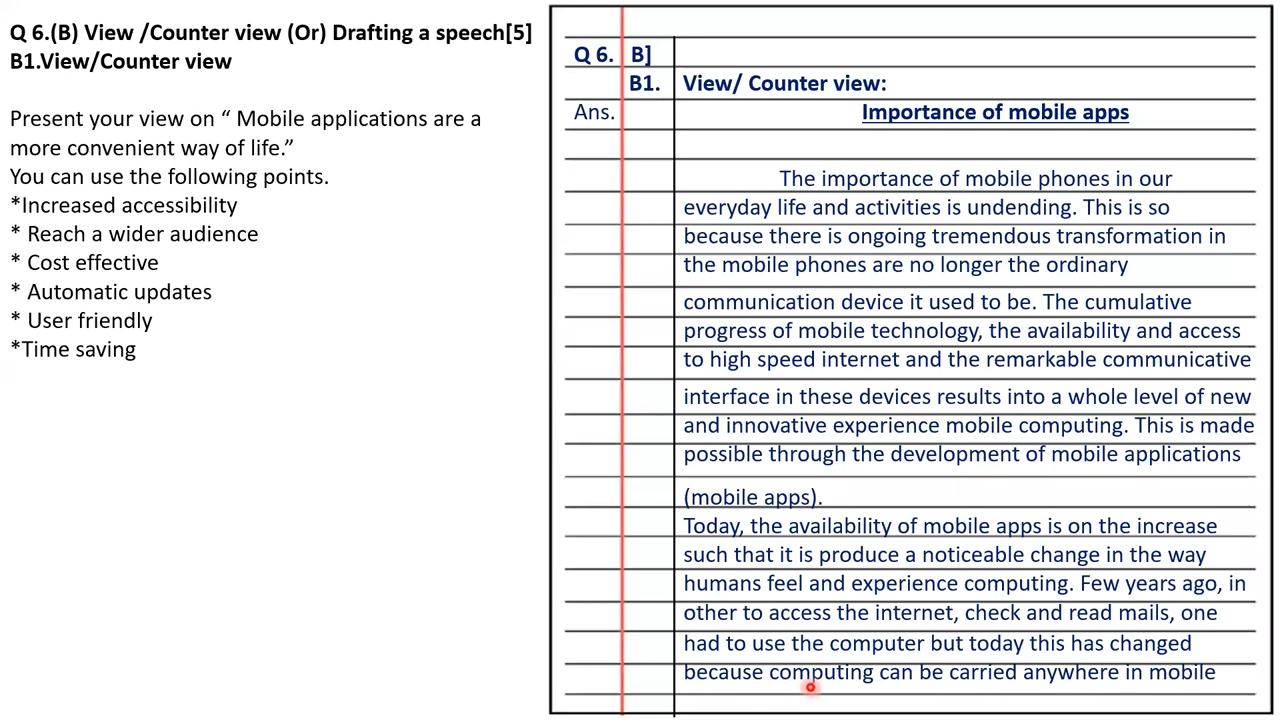 Q 6.(B) View /Counter view (Or) Drafting a speech[5]
B1.View/Counter view
Present your view on “ Mobile applications are a
more convenient way of life.”
You can use the following points.
*Increased accessibility
* Reach a wider audience
* Cost effective
* Automatic updates
* User friendly
*Time saving
Q 6. B]
B1. View/ Counter view:
Ans. Importance of mobile apps
The importance of mobile phones in our
everyday life and activities is undending. This is so
because there is ongoing tremendous transformation in
the mobile phones are no longer the ordinary
communication device it used to be. The cumulative
progress of mobile technology, the availability and access
to high speed internet and the remarkable communicative
interface in these devices results into a whole level of new
and innovative experience mobile computing. This is made
possible through the development of mobile applications
(mobile apps).
Today, the availability of mobile apps is on the increase
such that it is produce a noticeable change in the way
humans feel and experience computing. Few years ago, in
other to access the internet, check and read mails, one
had to use the computer but today this has changed
because computing can be carried anywhere in mobile